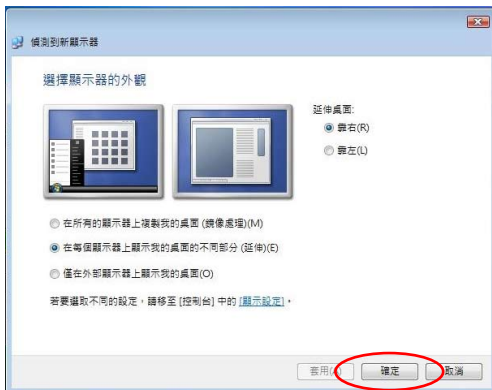 偵測到新顯示器
選擇顯示器的外觀
延伸桌面:
靠右(R)
靠左(L)
在所有的顯示器上複製我的桌面 (鏡像處理)(M)
在每個顯示器上顯示我的桌面的不同部分 (延伸)(E)
僅在外部顯示器上顯示我的桌面(O)
若要選取不同的設定，請移至 [控制台] 中的 [顯示設定]。
套用(A) 確定 取消